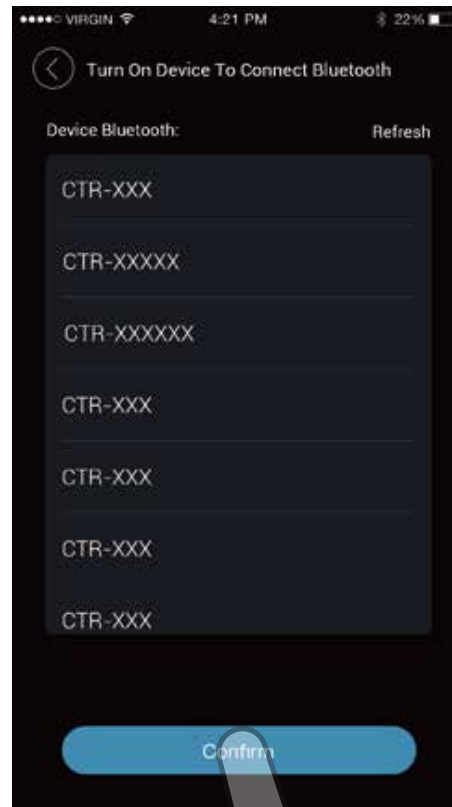 VIRGIN 4:21 PM 22%
Turn On Device To Connect Bluetooth
Device Bluetooth: Refresh
CTR-XXX
CTR-XXXXX
CTR-XXXXXX
CTR-XXX
CTR-XXX
CTR-XXX
CTR-XXX
Confirm